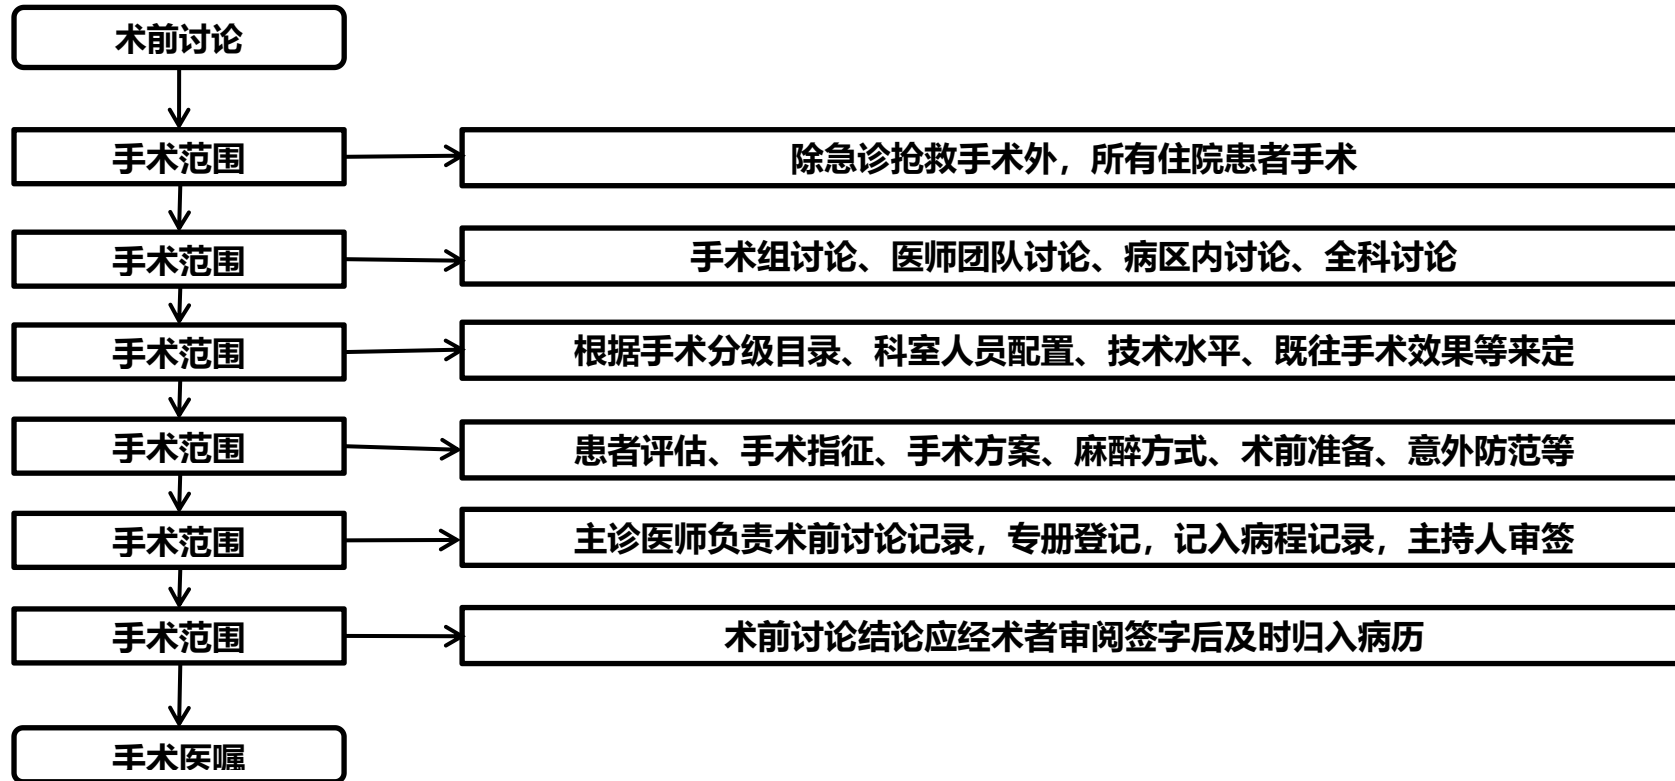 术前讨论
手术范围
除急诊抢救手术外，所有住院患者手术
手术范围
手术组讨论、医师团队讨论、病区内讨论、全科讨论
手术范围
根据手术分级目录、科室人员配置、技术水平、既往手术效果等来定
手术范围
患者评估、手术指征、手术方案、麻醉方式、术前准备、意外防范等
手术范围
主诊医师负责术前讨论记录，专册登记，记入病程记录，主持人审签
手术范围
术前讨论结论应经术者审阅签字后及时归入病历
手术医嘱